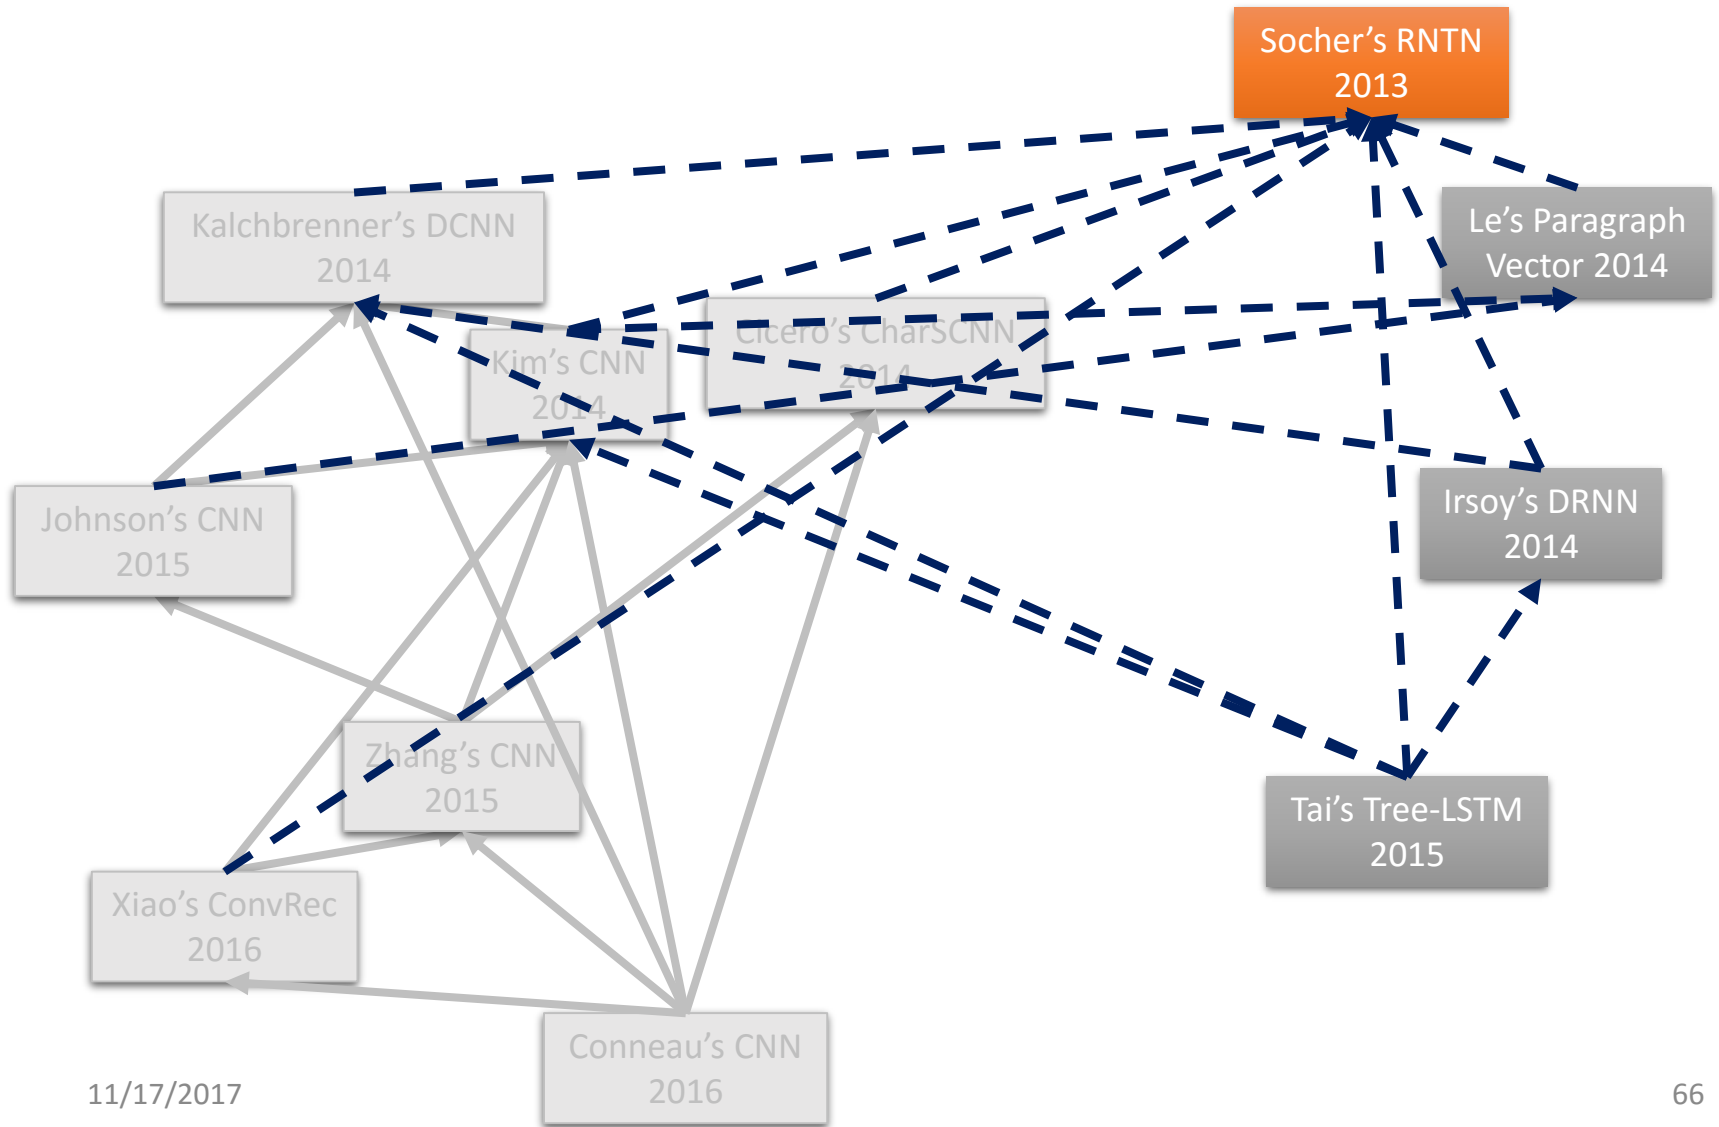 Socher’s RNTN
2013
Kalchbrenner’s DCNN
2014
Le’s Paragraph
Vector 2014
Kim’s CNN
2014
Cicero’s CharSCNN
2014
Johnson’s CNN
2015
Irsoy’s DRNN
2014
Zhang’s CNN
2015
Tai’s Tree-LSTM
2015
Xiao’s ConvRec
2016
Conneau’s CNN
2016
11/17/2017
66